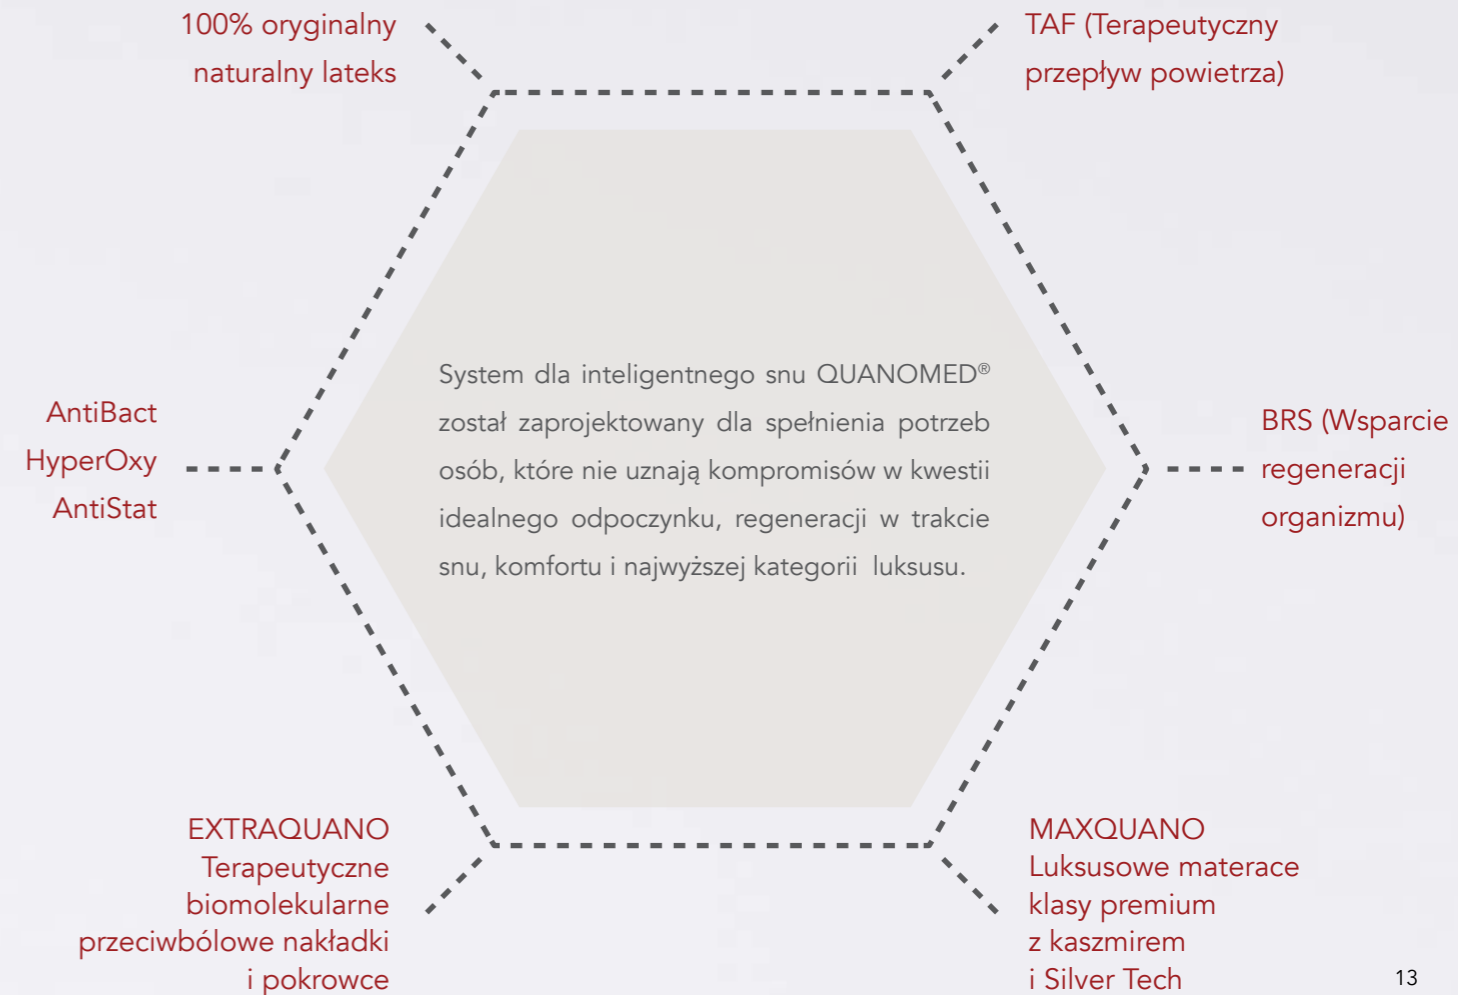 100% oryginalny
naturalny lateks
TAF (Terapeutyczny
przepływ powietrza)
System dla inteligentnego snu QUANOMED®
został zaprojektowany dla spełnienia potrzeb
osób, które nie uznają kompromisów w kwestii
idealnego odpoczynku, regeneracji w trakcie
snu, komfortu i najwyższej kategorii luksusu.
AntiBact
HyperOxy
AntiStat
BRS (Wsparcie
regeneracji
organizmu)
EXTRAQUANO
Terapeutyczne
biomolekularne
przeciwbólowe nakładki
i pokrowce
MAXQUANO
Luksusowe materace
klasy premium
z kaszmirem
i Silver Tech
13